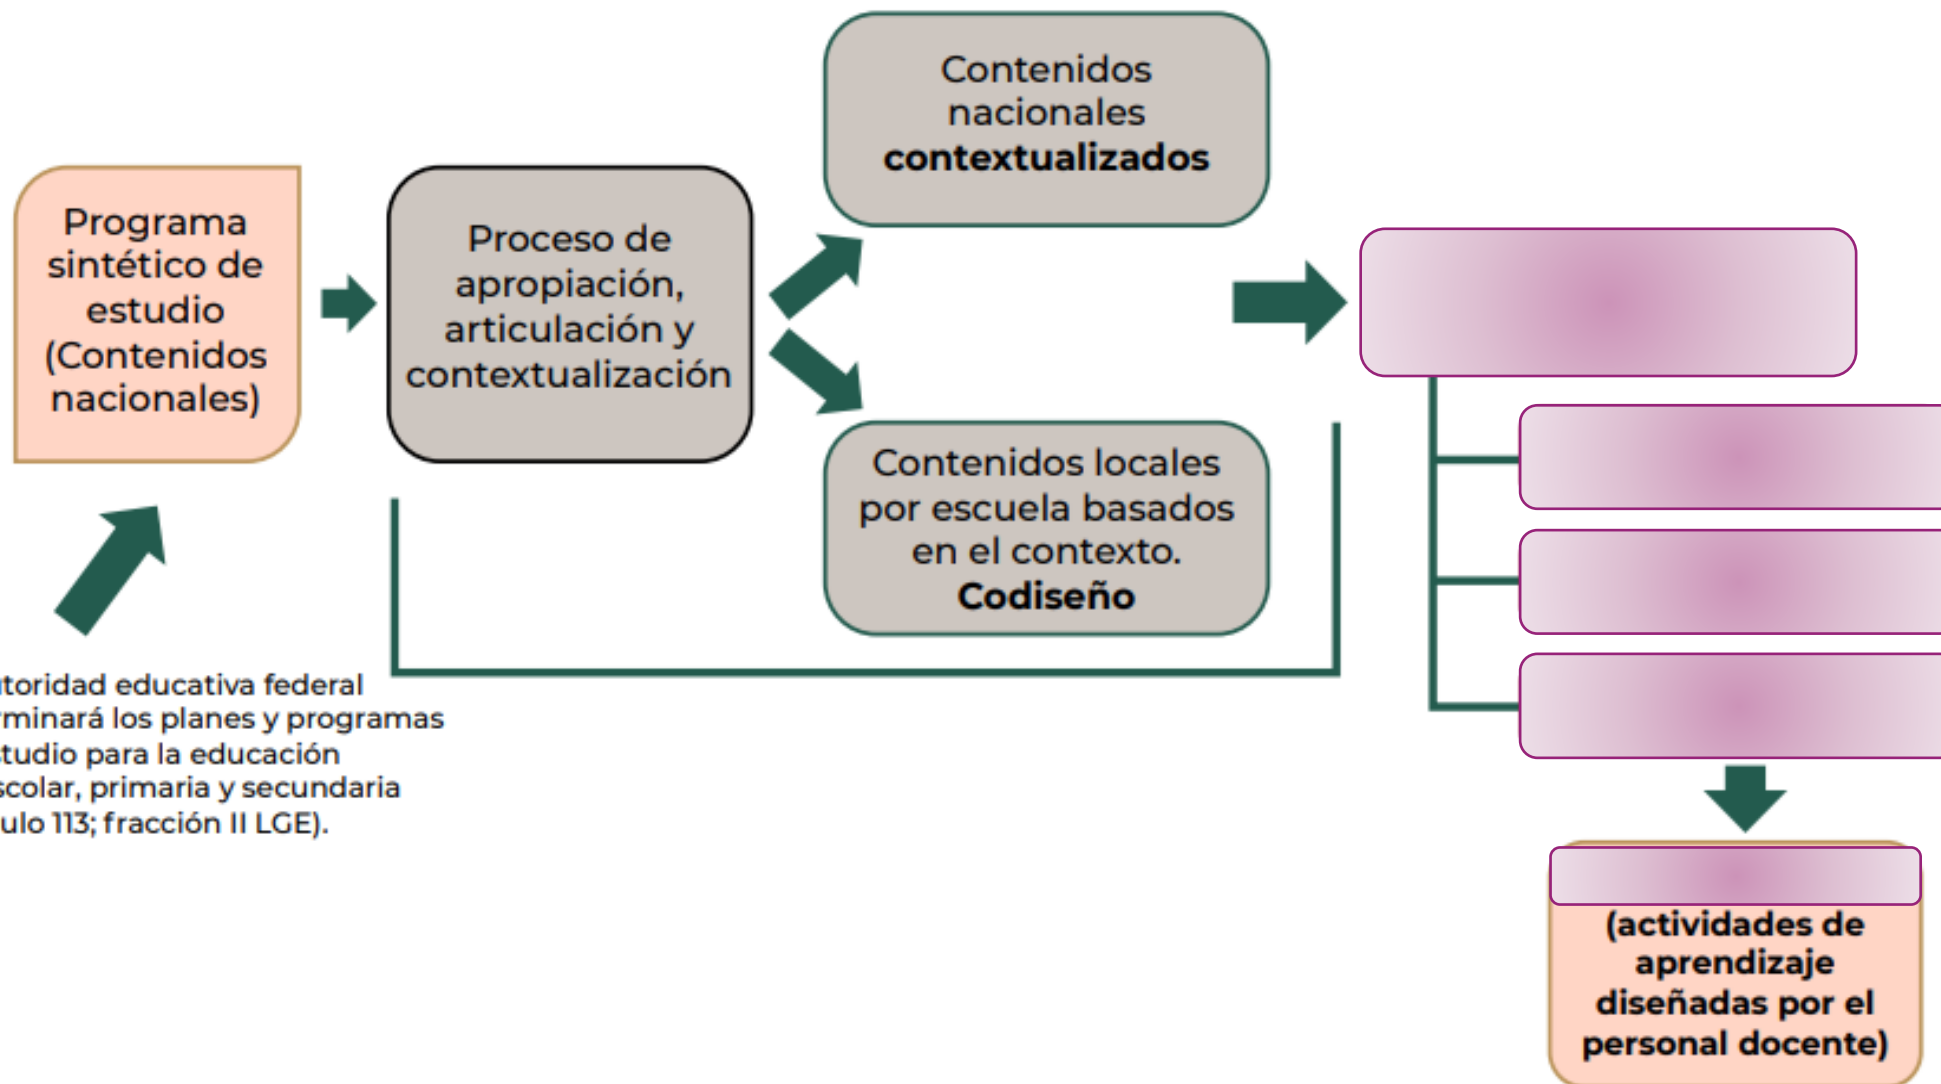 Programa
sintético de
estudio
(Contenidos
nacionales)
Proceso de
apropiación,
articulación y
contextualización
Contenidos
nacionales
contextualizados
Contenidos locales
por escuela basados
en el contexto.
Codiseño
utoridad educativa federal
rminará los planes y programas
studio para la educación
scolar, primaria y secundaria
ulo 113; fracción II LGE).
(actividades de
aprendizaje
diseñadas por el
personal docente)